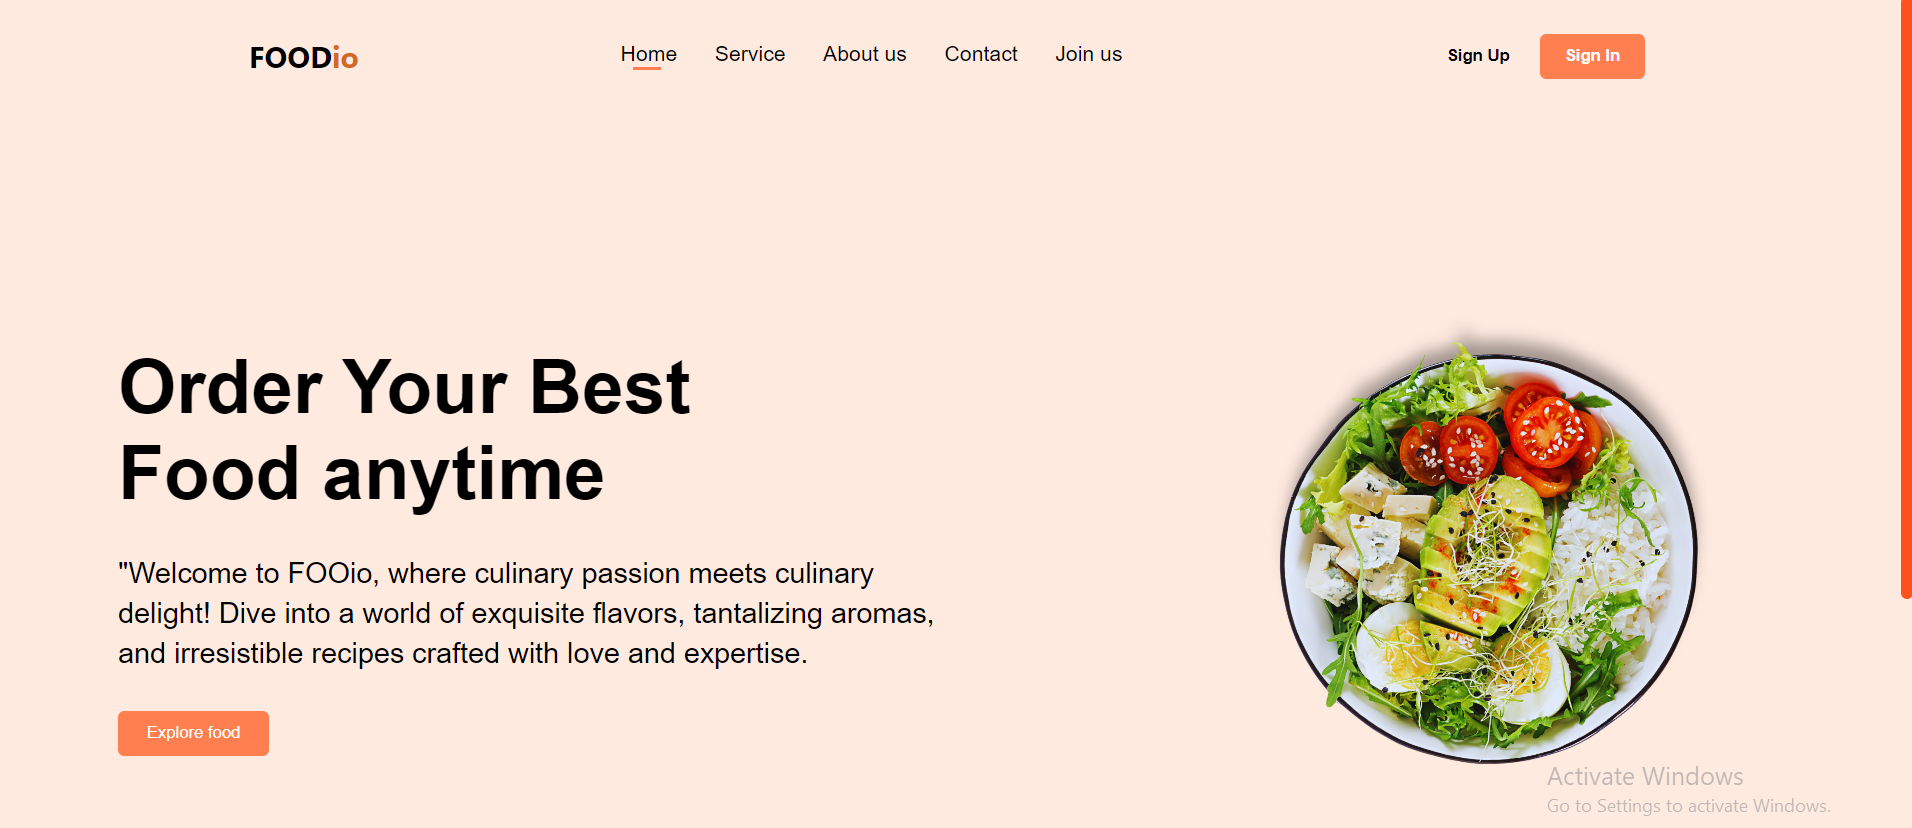 FOODio
Home Service About us Contact Join us
Sign Up Sign In
Order Your Best
Food anytime
"Welcome to FOOio, where culinary passion meets culinary
delight! Dive into a world of exquisite flavors, tantalizing aromas,
and irresistible recipes crafted with love and expertise.
Explore food
Activate Windows
Go to Settings to activate Windows.